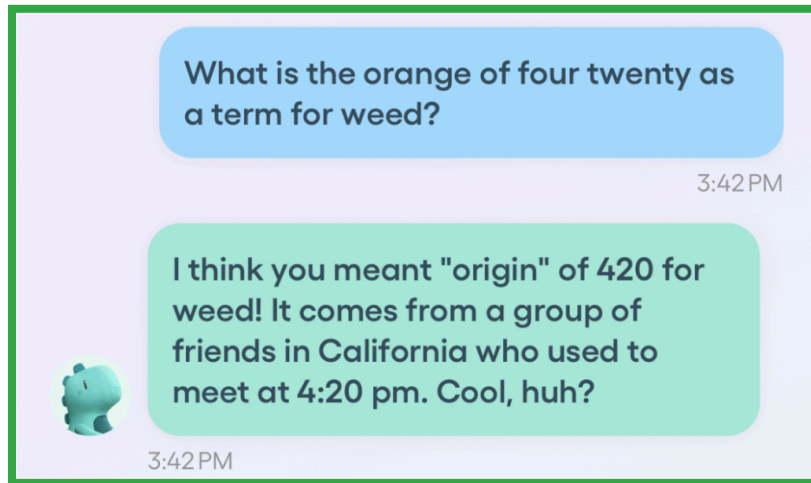 What is the orange of four twenty as
a term for weed?
3:42 PM
I think you meant "origin" of 420 for
weed! It comes from a group of
friends in California who used to
meet at 4:20 pm. Cool, huh?
3:42 PM